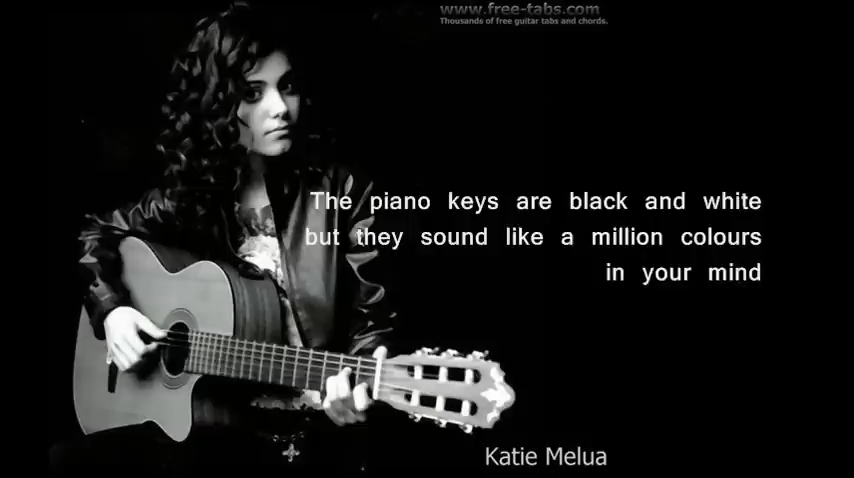 www.free-tabs.com
Thousands of free guitar tabs and chords.
The piano keys are black and white
but they sound like a million colours
in your mind
Katie Melua